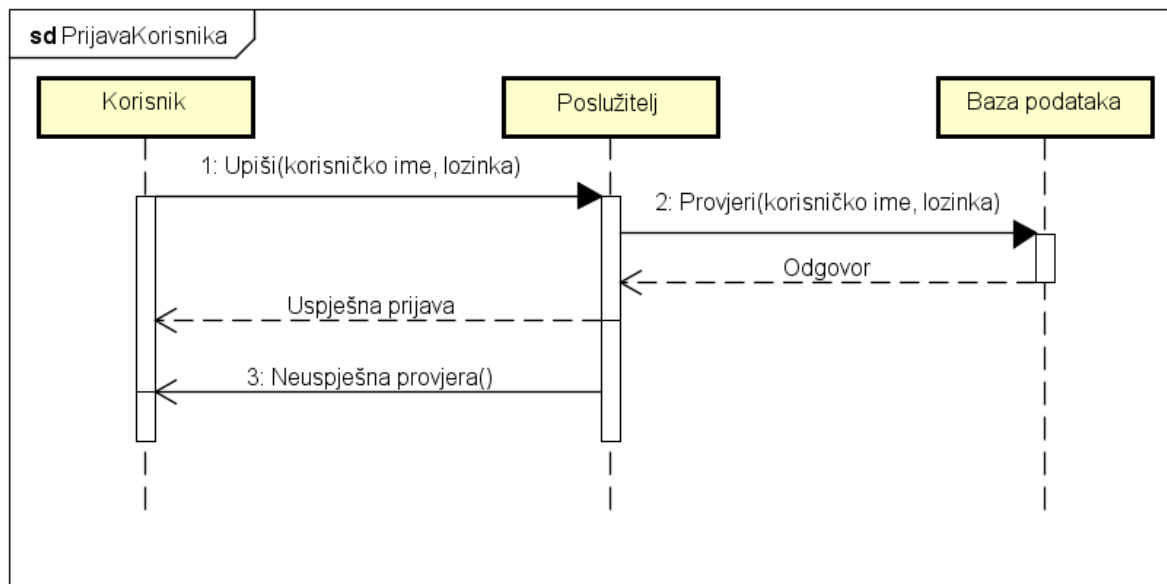 sd PrijavaKorisnika
Korisnik
Poslužitelj
Baza podataka
1: Upiši(korisničko ime, lozinka)
2: Provjeri(korisničko ime, lozinka)
Odgovor
Uspješna prijava
3: Neuspješna provjera()